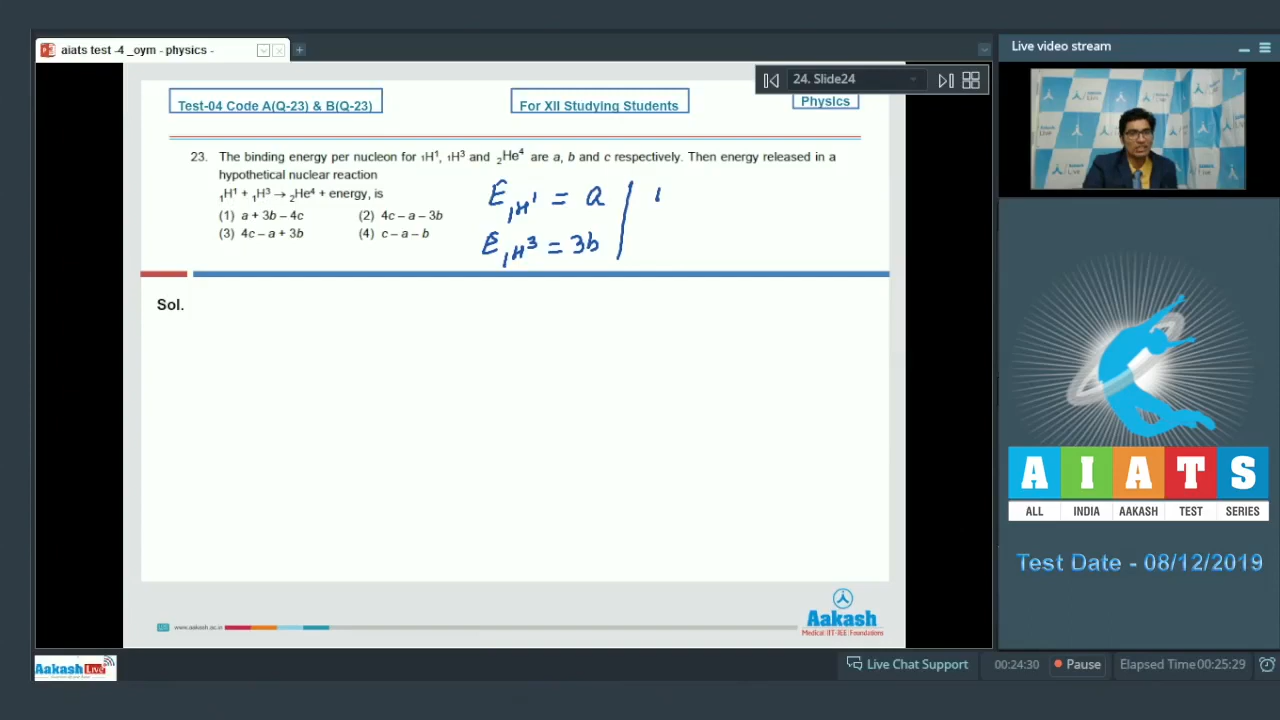 aiats test -4 _oym - physics -
Live video stream
24. Slide24
Test-04 Code A(Q-23) & B(Q-23)
For XII Studying Students
Physics
23. The binding energy per nucleon for ₁H¹, ₁H³ and ₂He⁴ are a, b and c respectively. Then energy released in a
hypothetical nuclear reaction
₁H¹ + ₁H³ → ₂He⁴ + energy, is
(1) a + 3b – 4c (2) 4c – a – 3b
(3) 4c – a + 3b (4) c – a – b
E₁H¹ = a
E₁H³ = 3b
Sol.
www.aakash.ac.in
Aakash
Medical|IIT-JEE|Foundations
A I A T S
ALL INDIA AAKASH TEST SERIES
Test Date - 08/12/2019
Aakash Live
Live Chat Support
00:24:30
Pause
Elapsed Time 00:25:29